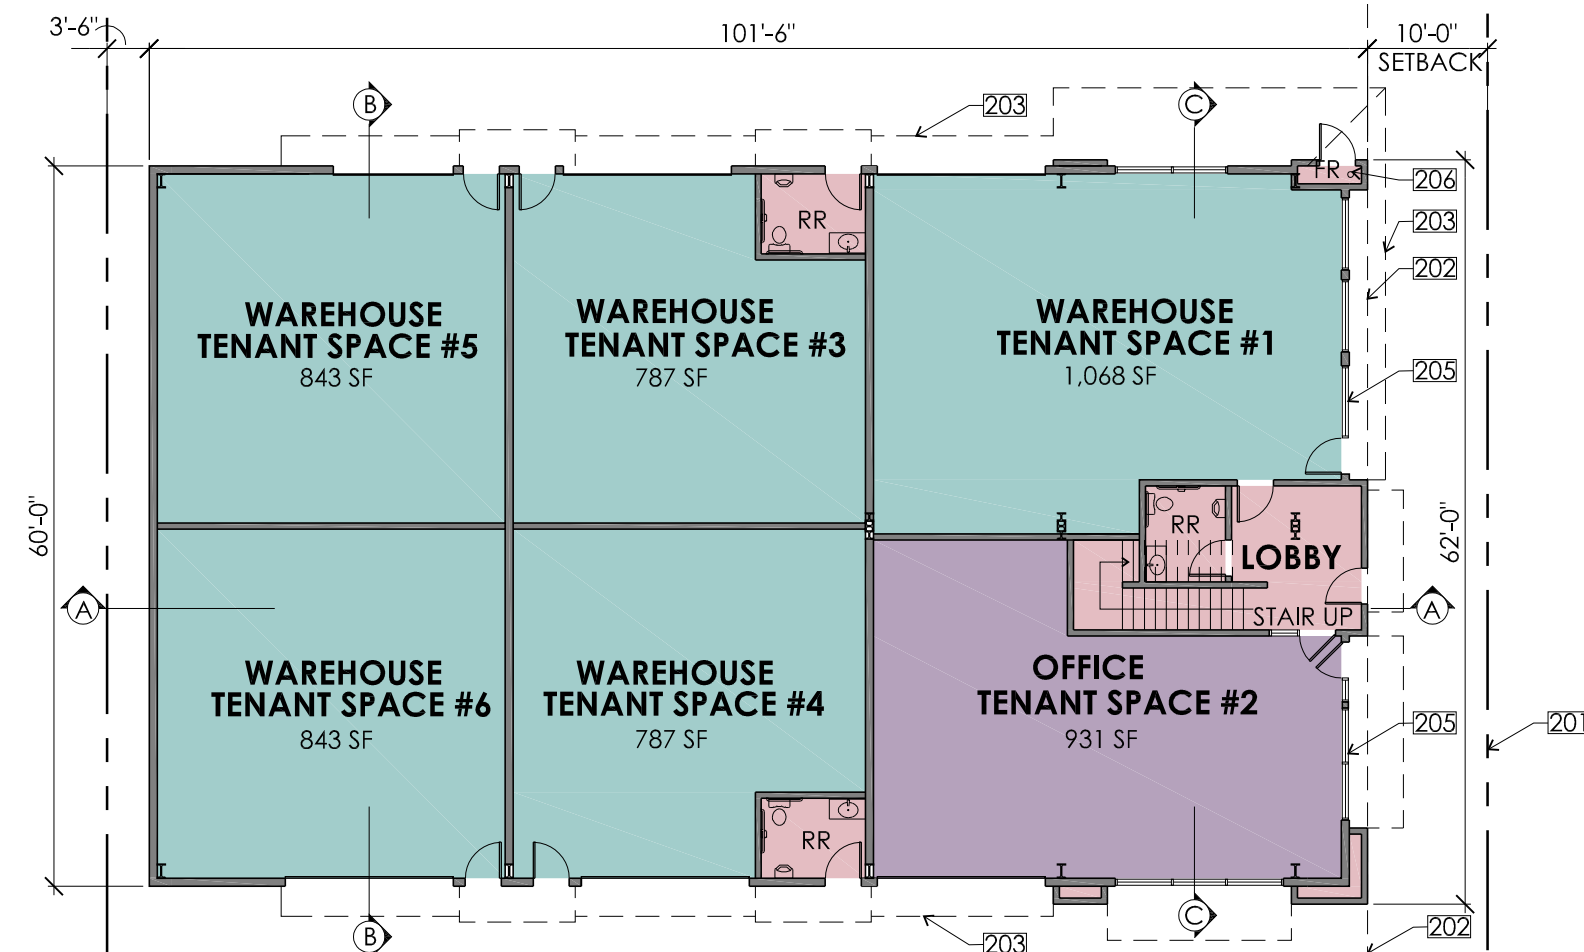 3'-6"
101'-6"
10'-0"
SETBACK
B
203
C
FR
206
RR
203
202
WAREHOUSE
TENANT SPACE #5
843 SF
WAREHOUSE
TENANT SPACE #3
787 SF
WAREHOUSE
TENANT SPACE #1
1,068 SF
205
60'-0"
62'-0"
RR
LOBBY
A
STAIR UP
A
WAREHOUSE
TENANT SPACE #6
843 SF
WAREHOUSE
TENANT SPACE #4
787 SF
OFFICE
TENANT SPACE #2
931 SF
205
201
RR
B
203
C
202